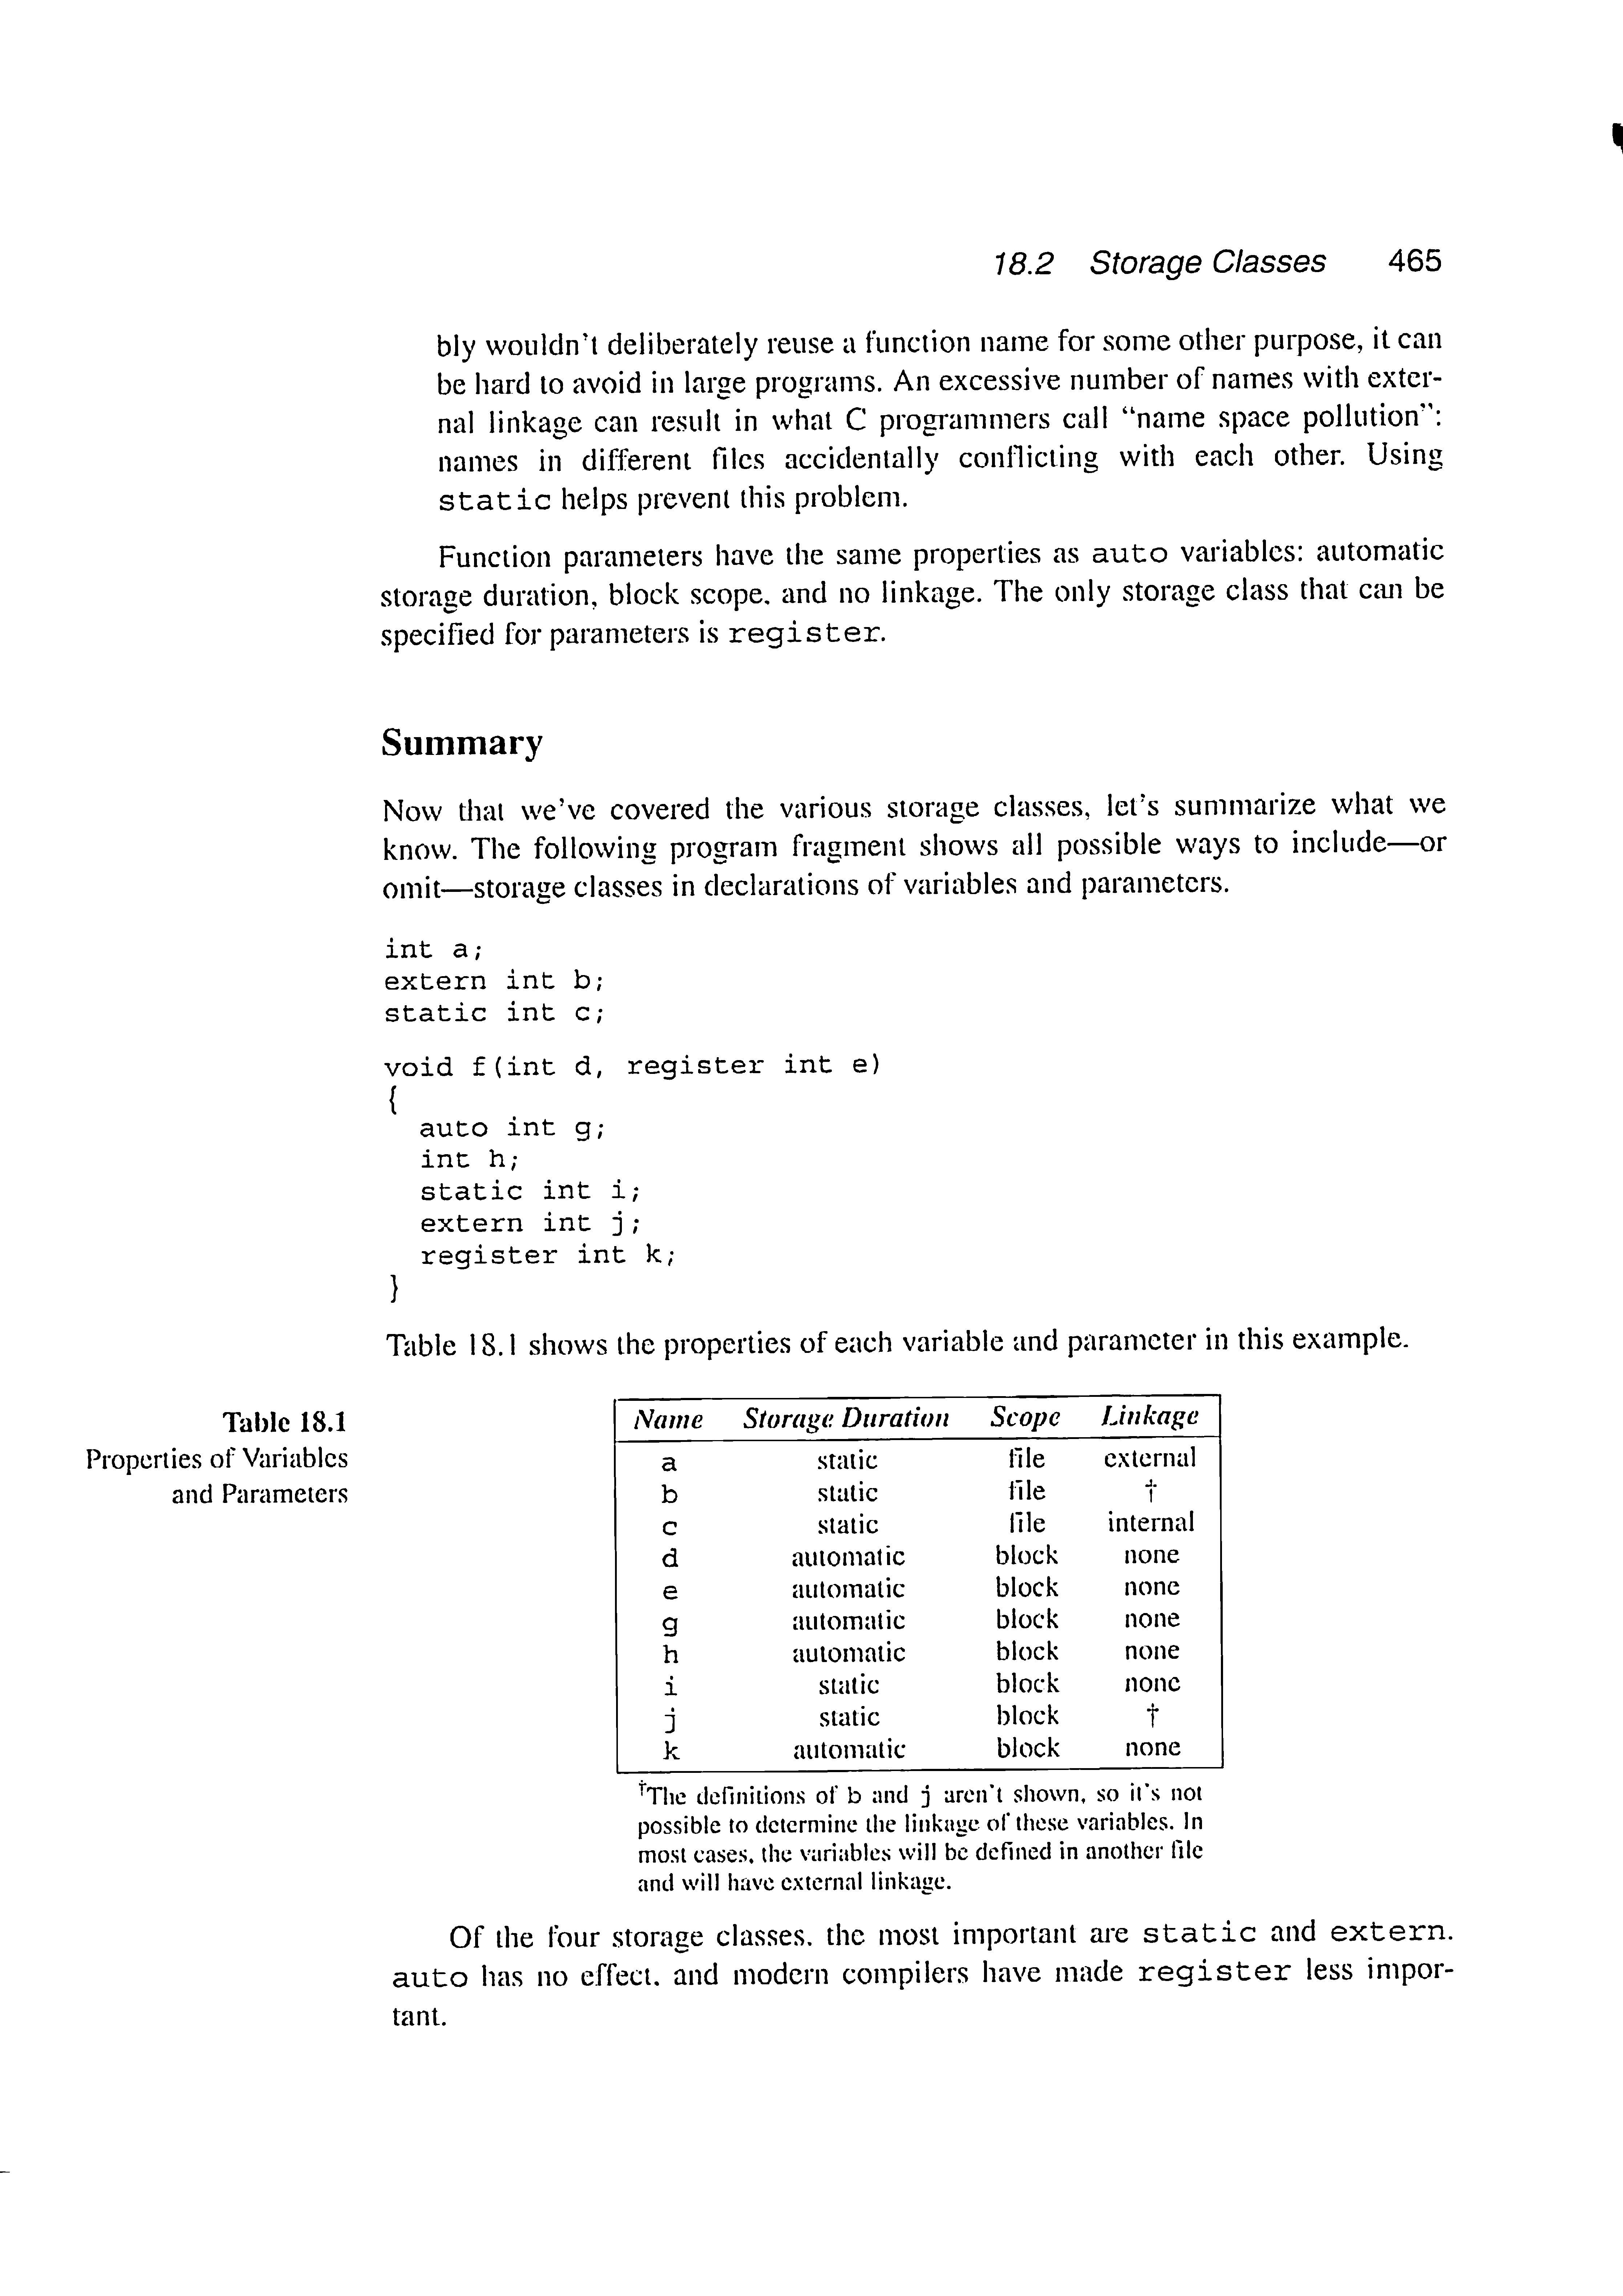 18.2 Storage Classes 465
bly wouldn't deliberately reuse a function name for some other purpose, it can
be hard to avoid in large programs. An excessive number of names with exter-
nal linkage can result in what C programmers call “name space pollution”:
names in different files accidentally conflicting with each other. Using
static helps prevent this problem.
Function parameters have the same properties as auto variables: automatic
storage duration, block scope, and no linkage. The only storage class that can be
specified for parameters is register.
Summary
Now that we've covered the various storage classes, let's summarize what we
know. The following program fragment shows all possible ways to include—or
omit—storage classes in declarations of variables and parameters.
int a;
extern int b;
static int c;
void f(int d, register int e)
{
  auto int g;
  int h;
  static int i;
  extern int j;
  register int k;
}
Table 18.1 shows the properties of each variable and parameter in this example.
Table 18.1
Properties of Variables
and Parameters
Name Storage Duration Scope Linkage
a static file external
b static file †
c static file internal
d automatic block none
e automatic block none
g automatic block none
h automatic block none
i static block none
j static block †
k automatic block none
†The definitions of b and j aren't shown, so it's not
possible to determine the linkage of these variables. In
most cases, the variables will be defined in another file
and will have external linkage.
Of the four storage classes, the most important are static and extern.
auto has no effect, and modern compilers have made register less impor-
tant.